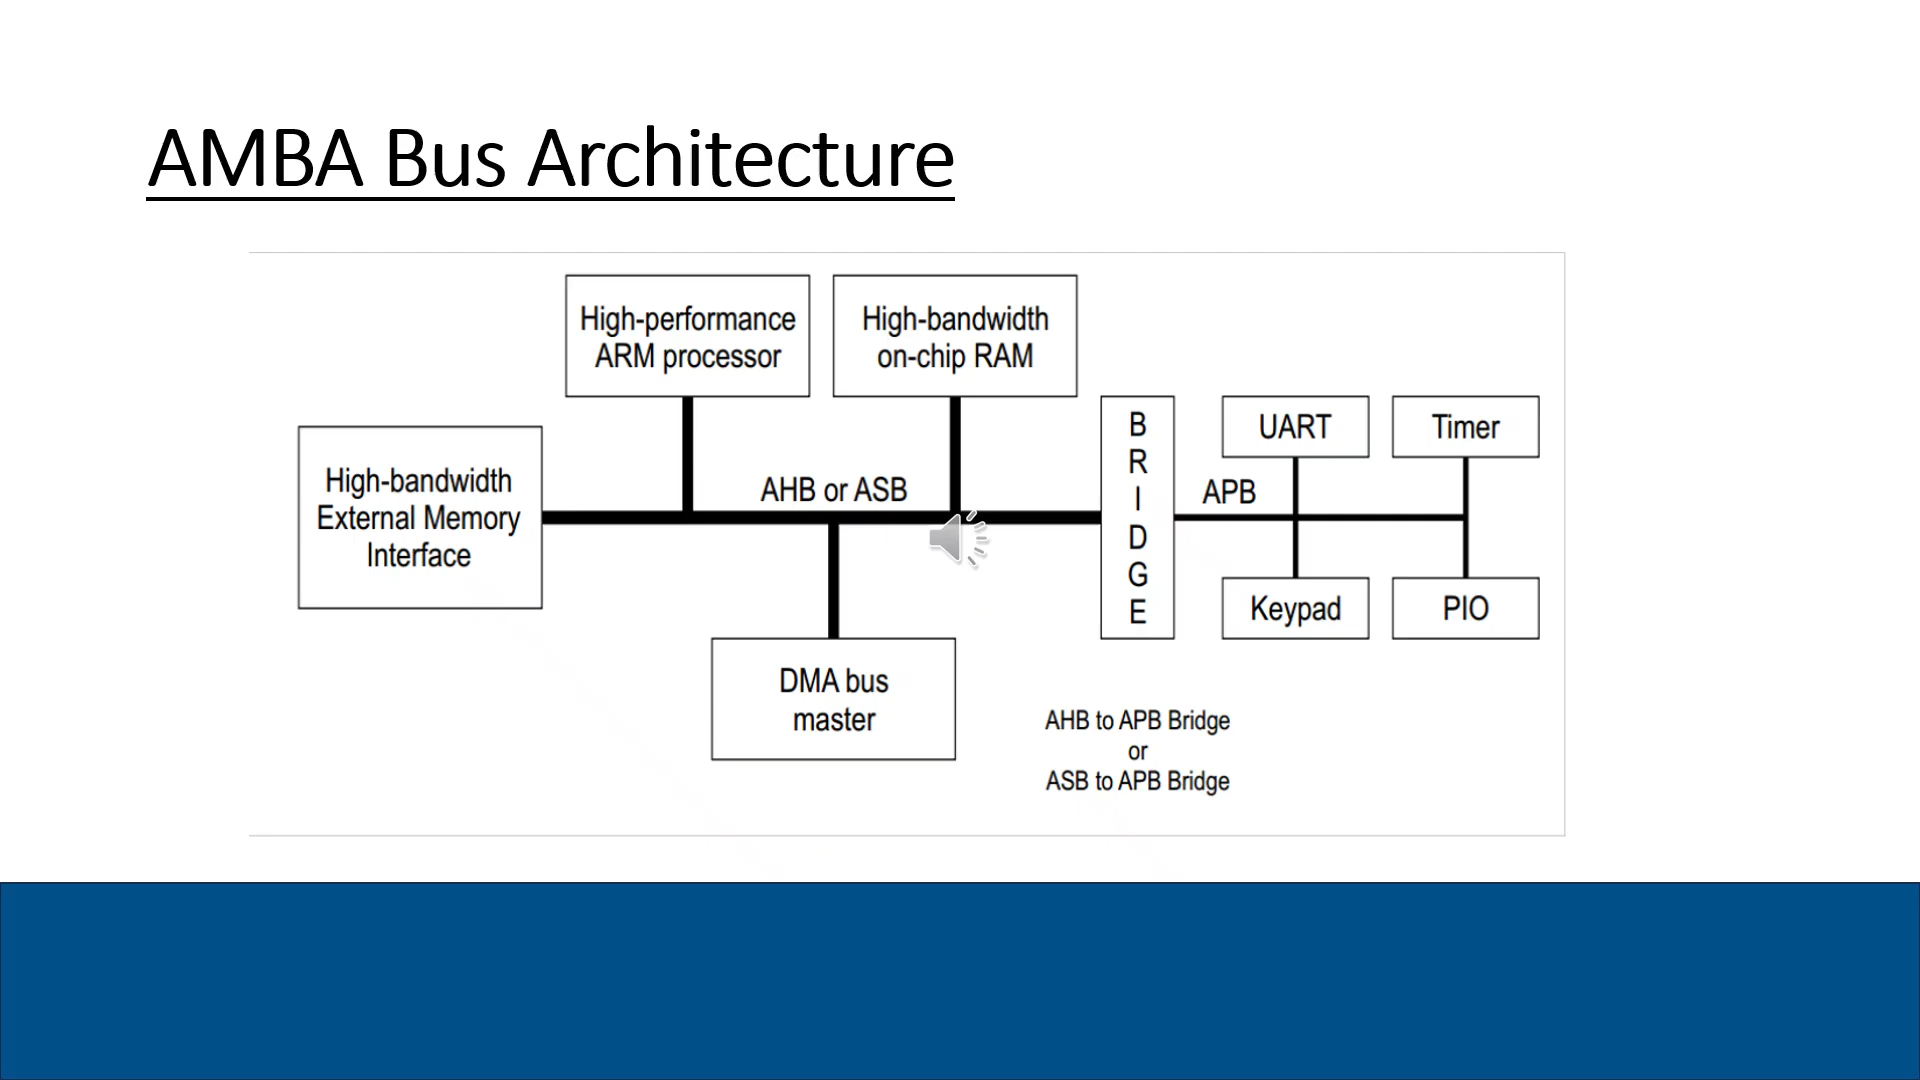 AMBA Bus Architecture
High-performance
ARM processor
High-bandwidth
on-chip RAM
High-bandwidth
External Memory
Interface
AHB or ASB
B
R
I
D
G
E
UART
Timer
APB
Keypad
PIO
DMA bus
master
AHB to APB Bridge
or
ASB to APB Bridge